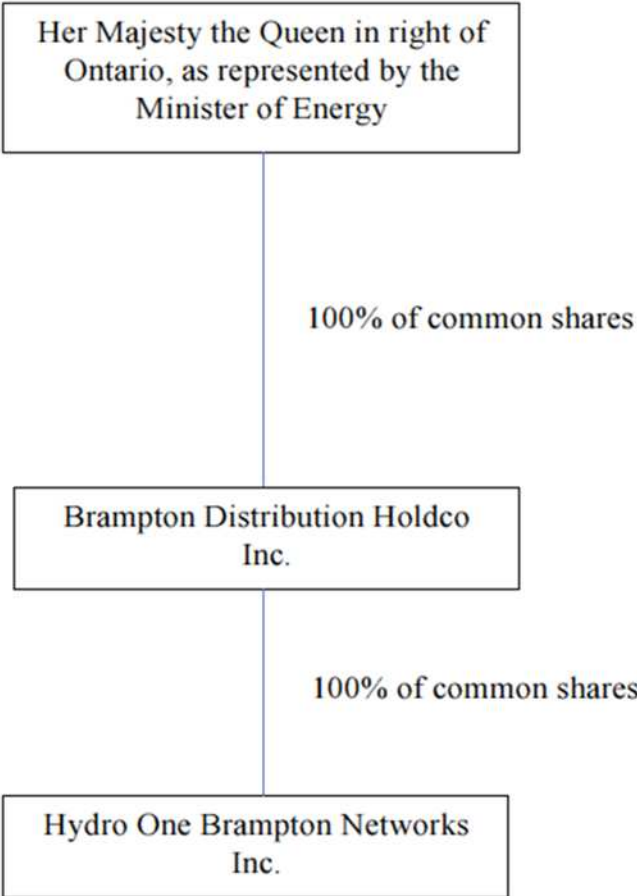 Her Majesty the Queen in right of
Ontario, as represented by the
Minister of Energy
100% of common shares
Brampton Distribution Holdco
Inc.
100% of common shares
Hydro One Brampton Networks
Inc.